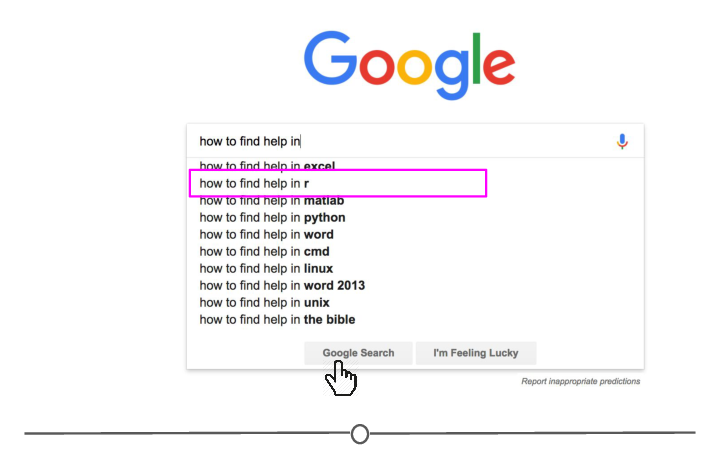 Google
how to find help in
how to find help in excel
how to find help in r
how to find help in matlab
how to find help in python
how to find help in word
how to find help in cmd
how to find help in linux
how to find help in word 2013
how to find help in unix
how to find help in the bible
Google Search I'm Feeling Lucky
Report inappropriate predictions